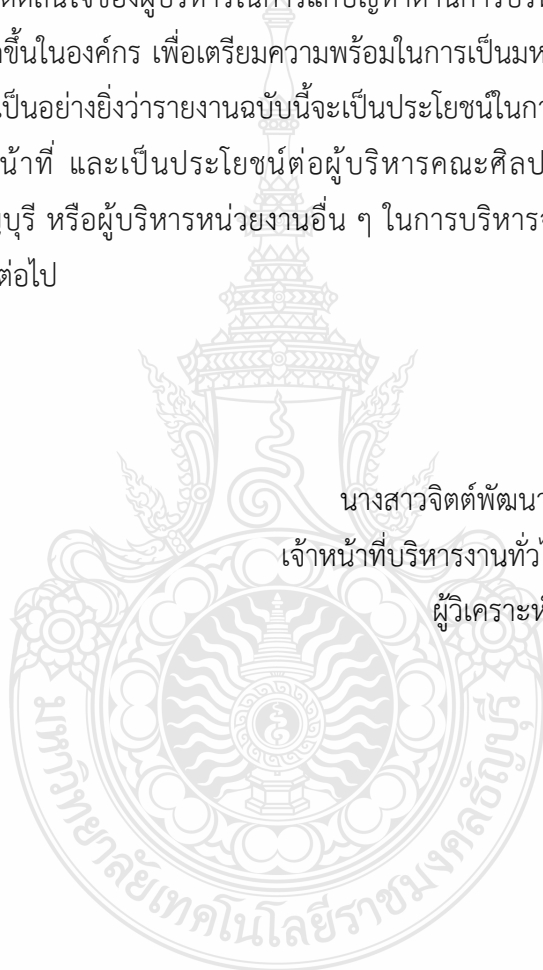 ของผู้บริหารในการแก้ปัญหาด้านการบริ
ขึ้นในองค์กร เพื่อเตรียมความพร้อมในการเป็นมห
เป็นอย่างยิ่งว่ารายงานฉบับนี้จะเป็นประโยชน์ในกา
น้าที่ และเป็นประโยชน์ต่อผู้บริหารคณะศิลป
บุรี หรือผู้บริหารหน่วยงานอื่น ๆ ในการบริหารจ
ต่อไป
นางสาวจิตต์พัฒนา
เจ้าหน้าที่บริหารงานทั่วไ
ผู้วิเคราะห
มหาวิทยาลัยเทคโนโลยีราชมงคลธัญบุรี